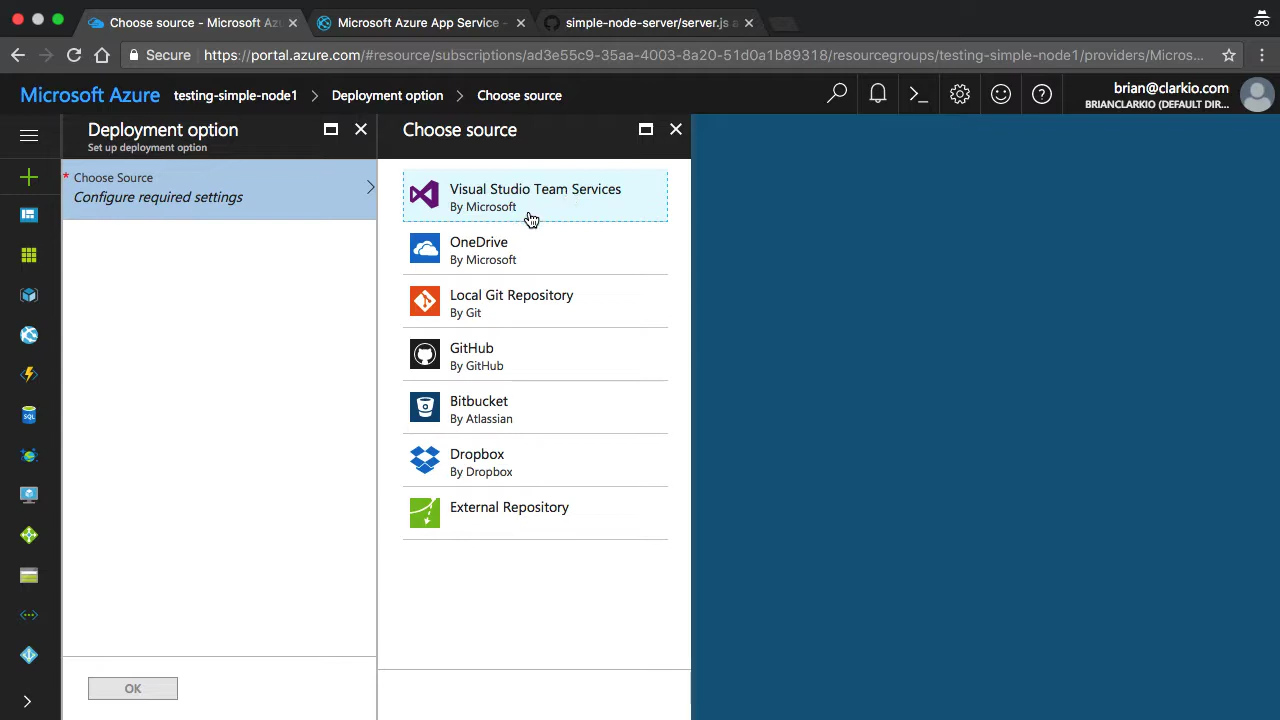 Choose source - Microsoft Az
Microsoft Azure App Service -
simple-node-server/server.js a
Secure
https://portal.azure.com/#resource/subscriptions/ad3e55c9-35aa-4003-8a20-51d0a1b89318/resourcegroups/testing-simple-node1/providers/Micros...
Microsoft Azure
testing-simple-node1
Deployment option
Choose source
brian@clarkio.com
BRIANCLARKIO (DEFAULT DIR...
Deployment option
Set up deployment option
* Choose Source
Configure required settings
OK
Choose source
Visual Studio Team Services
By Microsoft
OneDrive
By Microsoft
Local Git Repository
By Git
GitHub
By GitHub
Bitbucket
By Atlassian
Dropbox
By Dropbox
External Repository
SQL